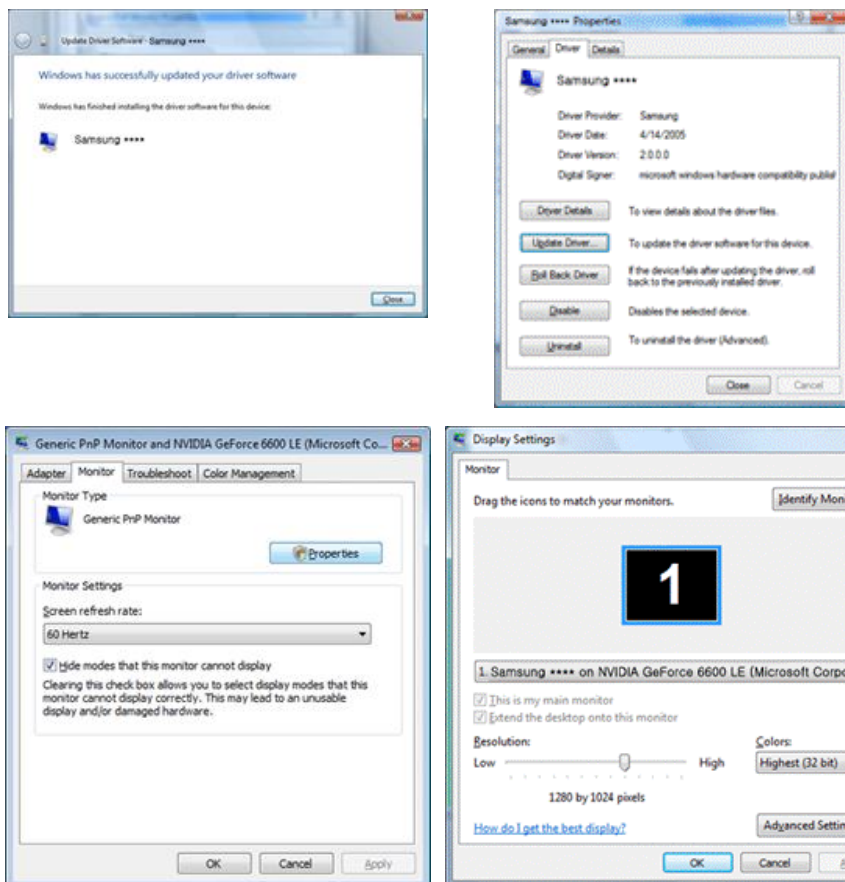 Update Driver Software - Samsung ****
Windows has successfully updated your driver software
Windows has finished installing the driver software for this device:
Samsung ****
Close
Samsung **** Properties
General Driver Details
Samsung ****
Driver Provider: Samsung
Driver Date: 4/14/2005
Driver Version: 2.0.0.0
Digital Signer: microsoft windows hardware compatibility publisl
Driver Details To view details about the driver files.
Update Driver... To update the driver software for this device.
Roll Back Driver If the device fails after updating the driver, roll
back to the previously installed driver.
Disable Disables the selected device.
Uninstall To uninstall the driver (Advanced).
Close Cancel
Generic PnP Monitor and NVIDIA GeForce 6600 LE (Microsoft Co...
Adapter Monitor Troubleshoot Color Management
Monitor Type
Generic PnP Monitor
Properties
Monitor Settings
Screen refresh rate:
60 Hertz
Hide modes that this monitor cannot display
Clearing this check box allows you to select display modes that this
monitor cannot display correctly. This may lead to an unusable
display and/or damaged hardware.
OK Cancel Apply
Display Settings
Monitor
Drag the icons to match your monitors.
Identify Mon
1
1. Samsung **** on NVIDIA GeForce 6600 LE (Microsoft Corpo
This is my main monitor
Extend the desktop onto this monitor
Resolution:
Colors:
Low High
Highest (32 bit)
1280 by 1024 pixels
How do I get the best display?
Advanced Settin
OK Cancel A